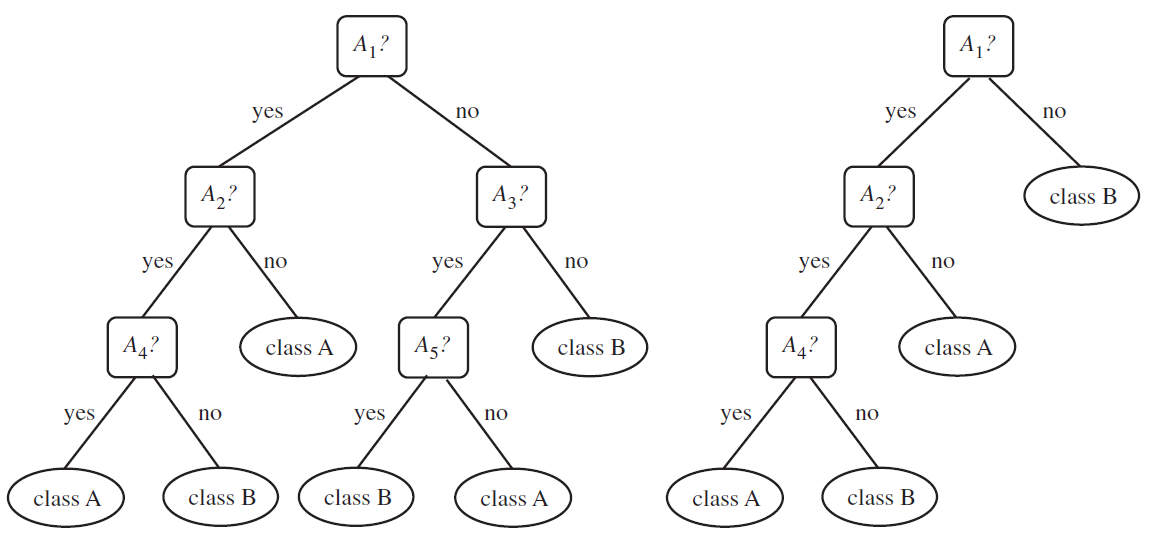 A1? A1?
yes no yes no
A2? A3? A2? class B
yes no yes no yes no
A4? class A A5? class B A4? class A
yes no yes no yes no
class A class B class B class A class A class B